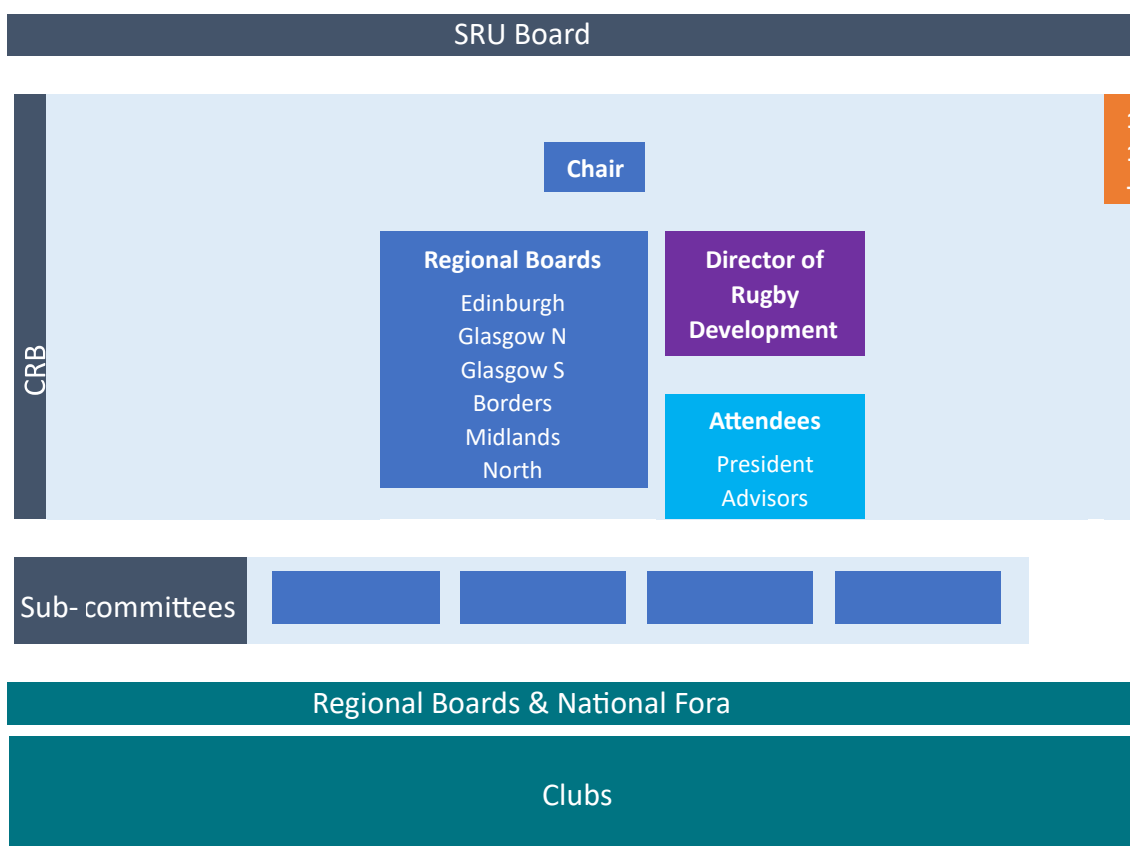 SRU Board
Chair
Regional Boards
Edinburgh
Glasgow N
Glasgow S
Borders
Midlands
North
Director of
Rugby
Development
Attendees
President
Advisors
CRB
Sub- committees
Regional Boards & National Fora
Clubs